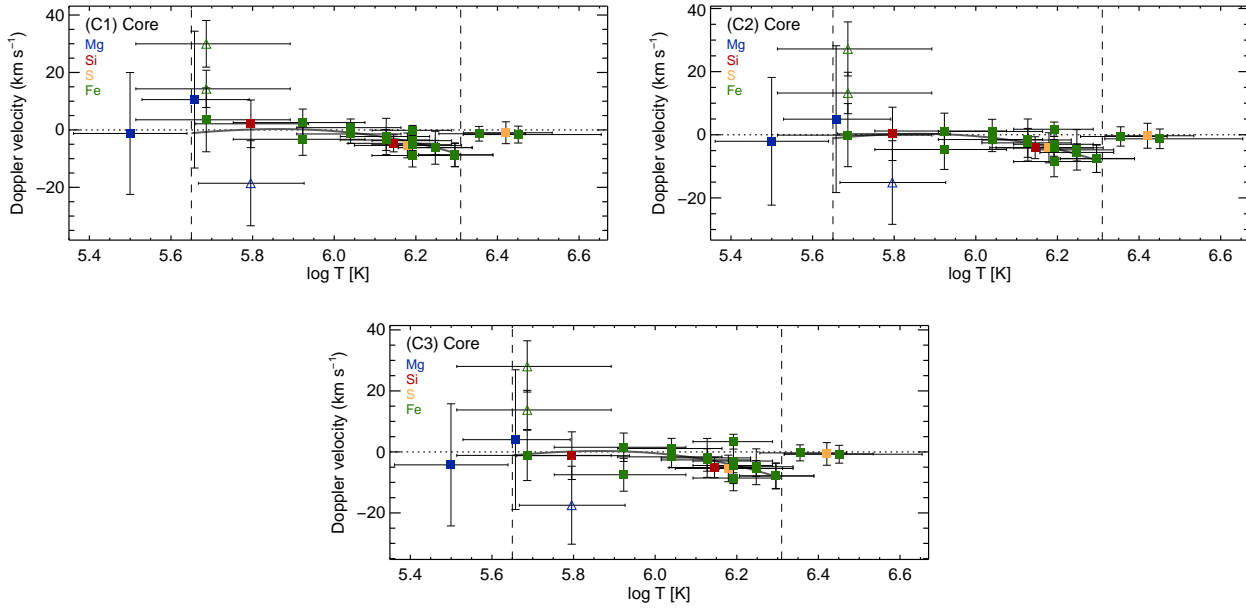 (C1) Core
Mg
Si
S
Fe
40
20
0
−20
Doppler velocity (km s⁻¹)
5.4 5.6 5.8 6.0 6.2 6.4 6.6
log T [K]
(C2) Core
Mg
Si
S
Fe
40
20
0
−20
Doppler velocity (km s⁻¹)
5.4 5.6 5.8 6.0 6.2 6.4 6.6
log T [K]
(C3) Core
Mg
Si
S
Fe
40
20
0
−20
Doppler velocity (km s⁻¹)
5.4 5.6 5.8 6.0 6.2 6.4 6.6
log T [K]